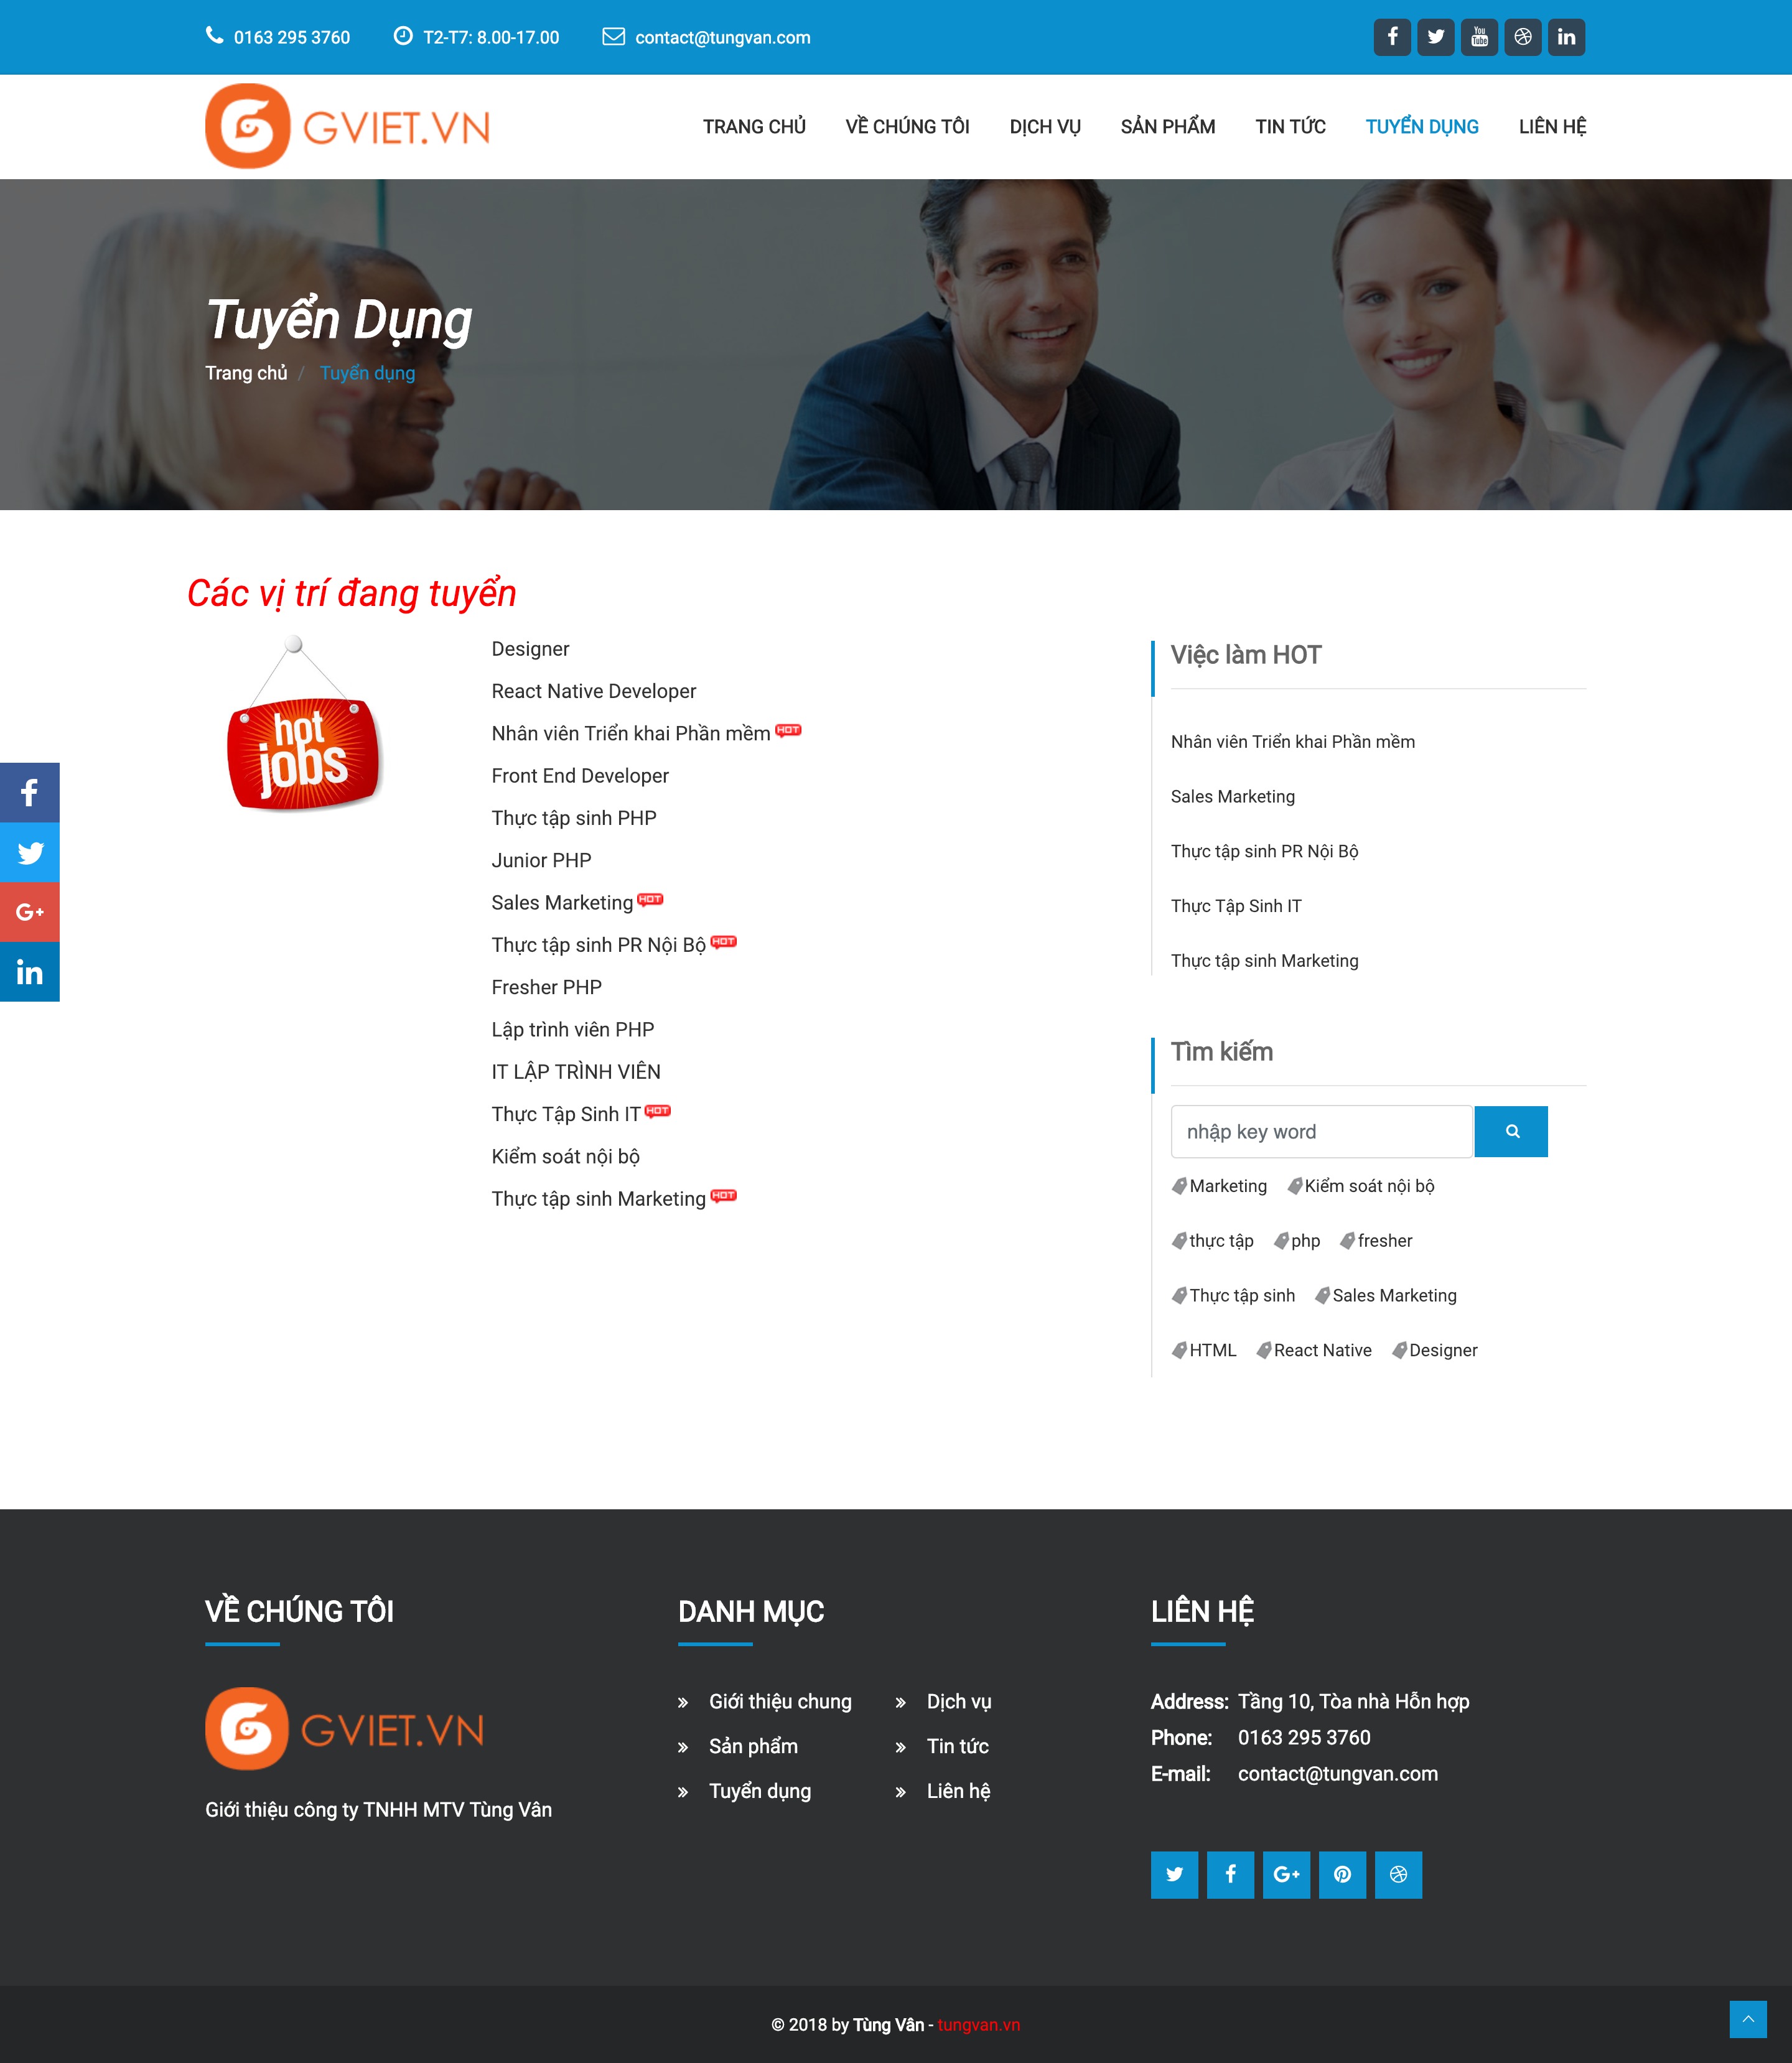 0163 295 3760 T2-T7: 8.00-17.00 contact@tungvan.com You Tube
GVIET.VN
TRANG CHỦ VỀ CHÚNG TÔI DỊCH VỤ SẢN PHẨM TIN TỨC TUYỂN DỤNG LIÊN HỆ
Tuyển Dụng
Trang chủ / Tuyển dụng
Các vị trí đang tuyển
hot
jobs
Designer
React Native Developer
Nhân viên Triển khai Phần mềm HOT
Front End Developer
Thực tập sinh PHP
Junior PHP
Sales Marketing HOT
Thực tập sinh PR Nội Bộ HOT
Fresher PHP
Lập trình viên PHP
IT LẬP TRÌNH VIÊN
Thực Tập Sinh IT HOT
Kiểm soát nội bộ
Thực tập sinh Marketing HOT
Việc làm HOT
Nhân viên Triển khai Phần mềm
Sales Marketing
Thực tập sinh PR Nội Bộ
Thực Tập Sinh IT
Thực tập sinh Marketing
Tìm kiếm
nhập key word
Marketing Kiểm soát nội bộ
thực tập php fresher
Thực tập sinh Sales Marketing
HTML React Native Designer
VỀ CHÚNG TÔI
GVIET.VN
Giới thiệu công ty TNHH MTV Tùng Vân
DANH MỤC
Giới thiệu chung Dịch vụ
Sản phẩm Tin tức
Tuyển dụng Liên hệ
LIÊN HỆ
Address: Tầng 10, Tòa nhà Hỗn hợp
Phone: 0163 295 3760
E-mail: contact@tungvan.com
© 2018 by Tùng Vân - tungvan.vn